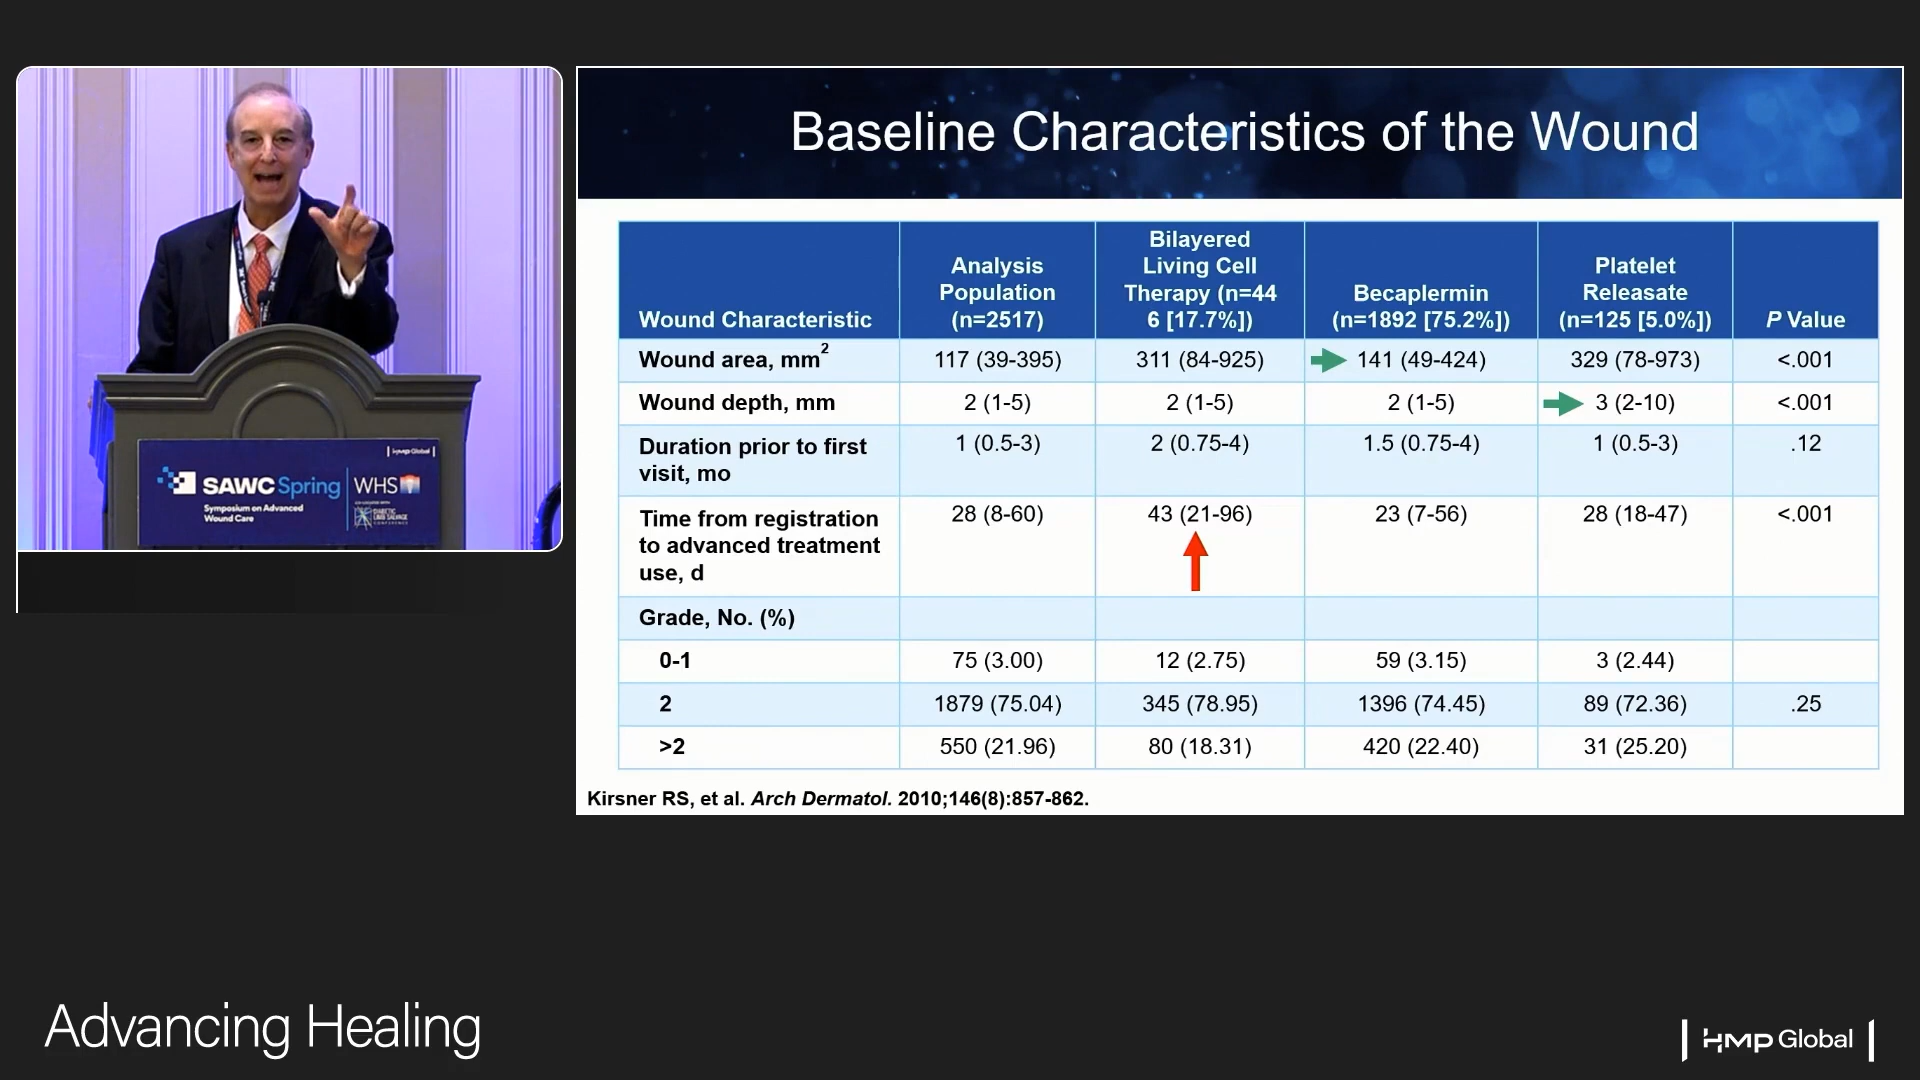 Baseline Characteristics of the Wound
Wound Characteristic
Analysis
Population
(n=2517)
Bilayered
Living Cell
Therapy (n=44
6 [17.7%])
Becaplermin
(n=1892 [75.2%])
Platelet
Releasate
(n=125 [5.0%])
P Value
Wound area, mm2 117 (39-395) 311 (84-925) 141 (49-424) 329 (78-973) <.001
Wound depth, mm 2 (1-5) 2 (1-5) 2 (1-5) 3 (2-10) <.001
Duration prior to first
visit, mo
1 (0.5-3) 2 (0.75-4) 1.5 (0.75-4) 1 (0.5-3) .12
Time from registration
to advanced treatment
use, d
28 (8-60) 43 (21-96) 23 (7-56) 28 (18-47) <.001
Grade, No. (%)
0-1 75 (3.00) 12 (2.75) 59 (3.15) 3 (2.44)
2 1879 (75.04) 345 (78.95) 1396 (74.45) 89 (72.36) .25
>2 550 (21.96) 80 (18.31) 420 (22.40) 31 (25.20)
Kirsner RS, et al. Arch Dermatol. 2010;146(8):857-862.
HMP Global
SAWC Spring
Symposium on Advanced
Wound Care
WHS
DIABETIC
LIMB SALVAGE
CONFERENCE
Advancing Healing
HMP Global